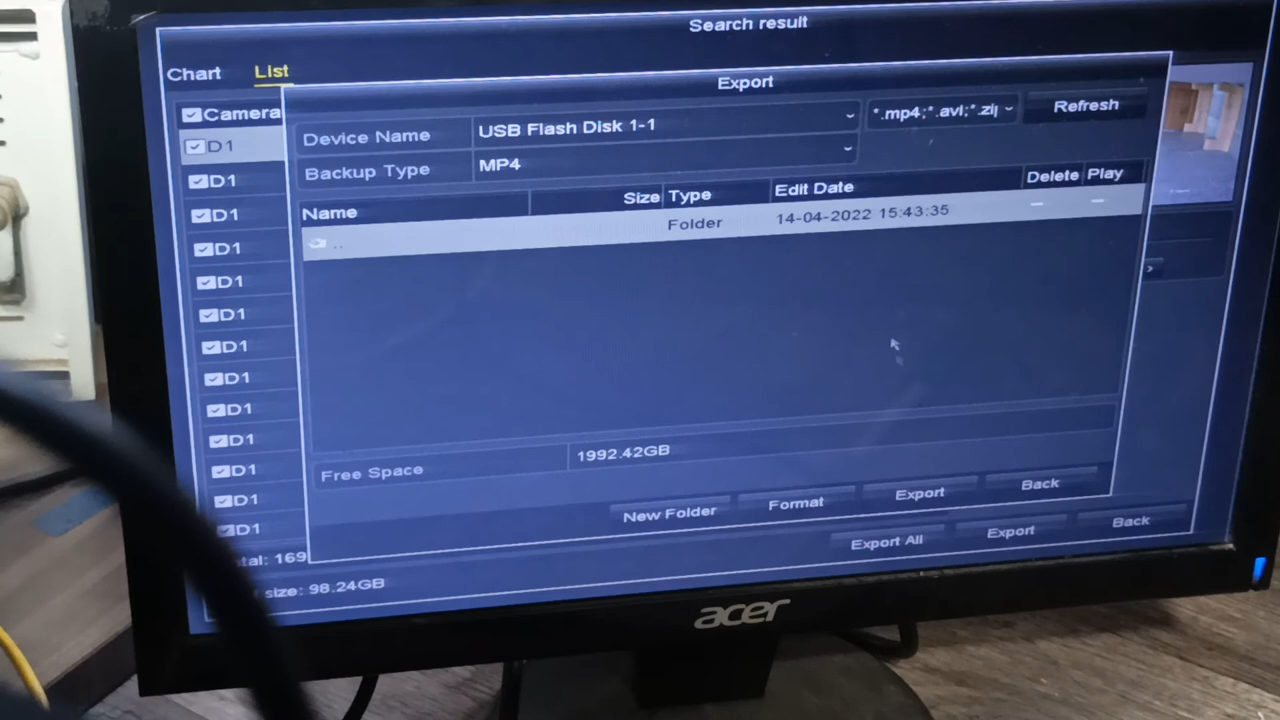 Search result
Chart List
Export
Camera
Device Name USB Flash Disk 1-1 *.mp4;*.avi;*.zip Refresh
Backup Type MP4
Name Size Type Edit Date Delete Play
.. Folder 14-04-2022 15:43:35
D1
D1
D1
D1
D1
D1
D1
D1
D1
D1
D1
D1
D1
Free Space 1992.42GB
New Folder Format Export Back
tal: 169
Export All Export Back
size: 98.24GB
acer